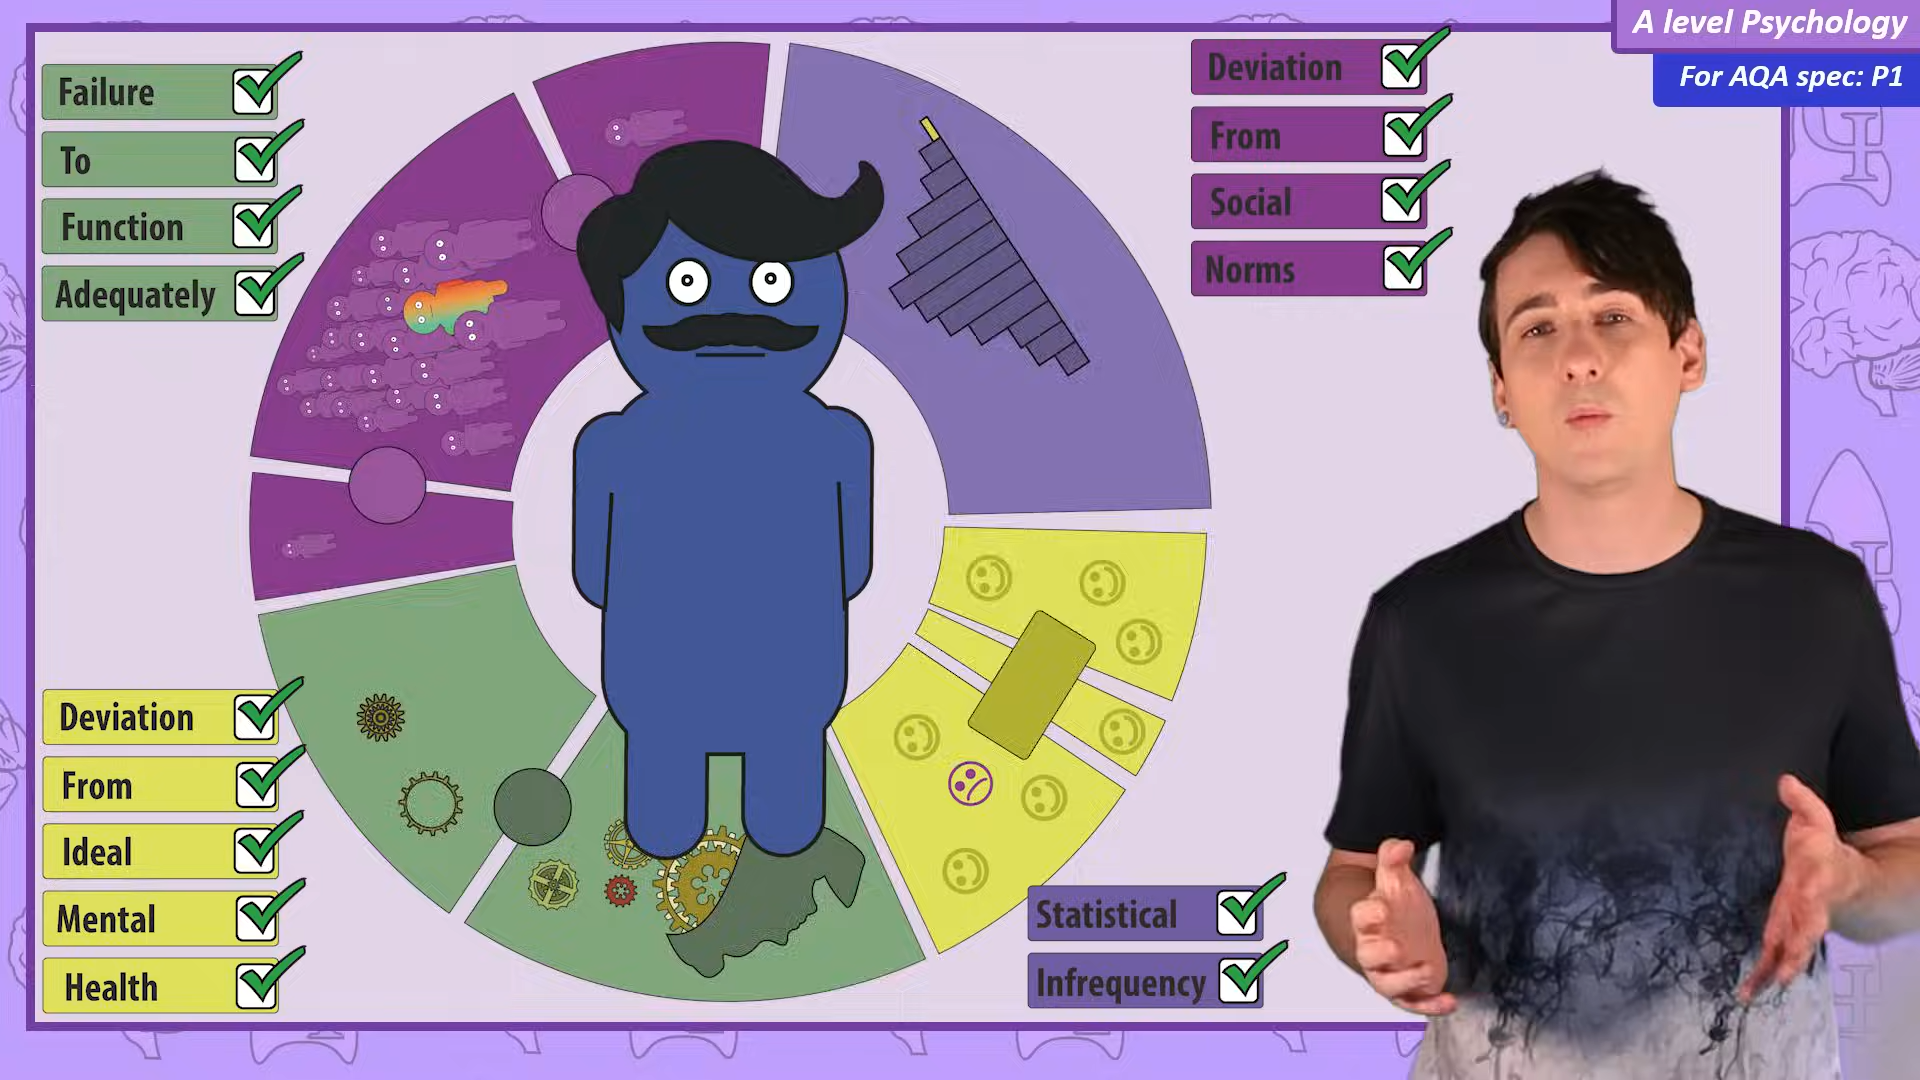 A level Psychology
For AQA spec: P1
Failure
To
Function
Adequately
Deviation
From
Social
Norms
Deviation
From
Ideal
Mental
Health
Statistical
Infrequency